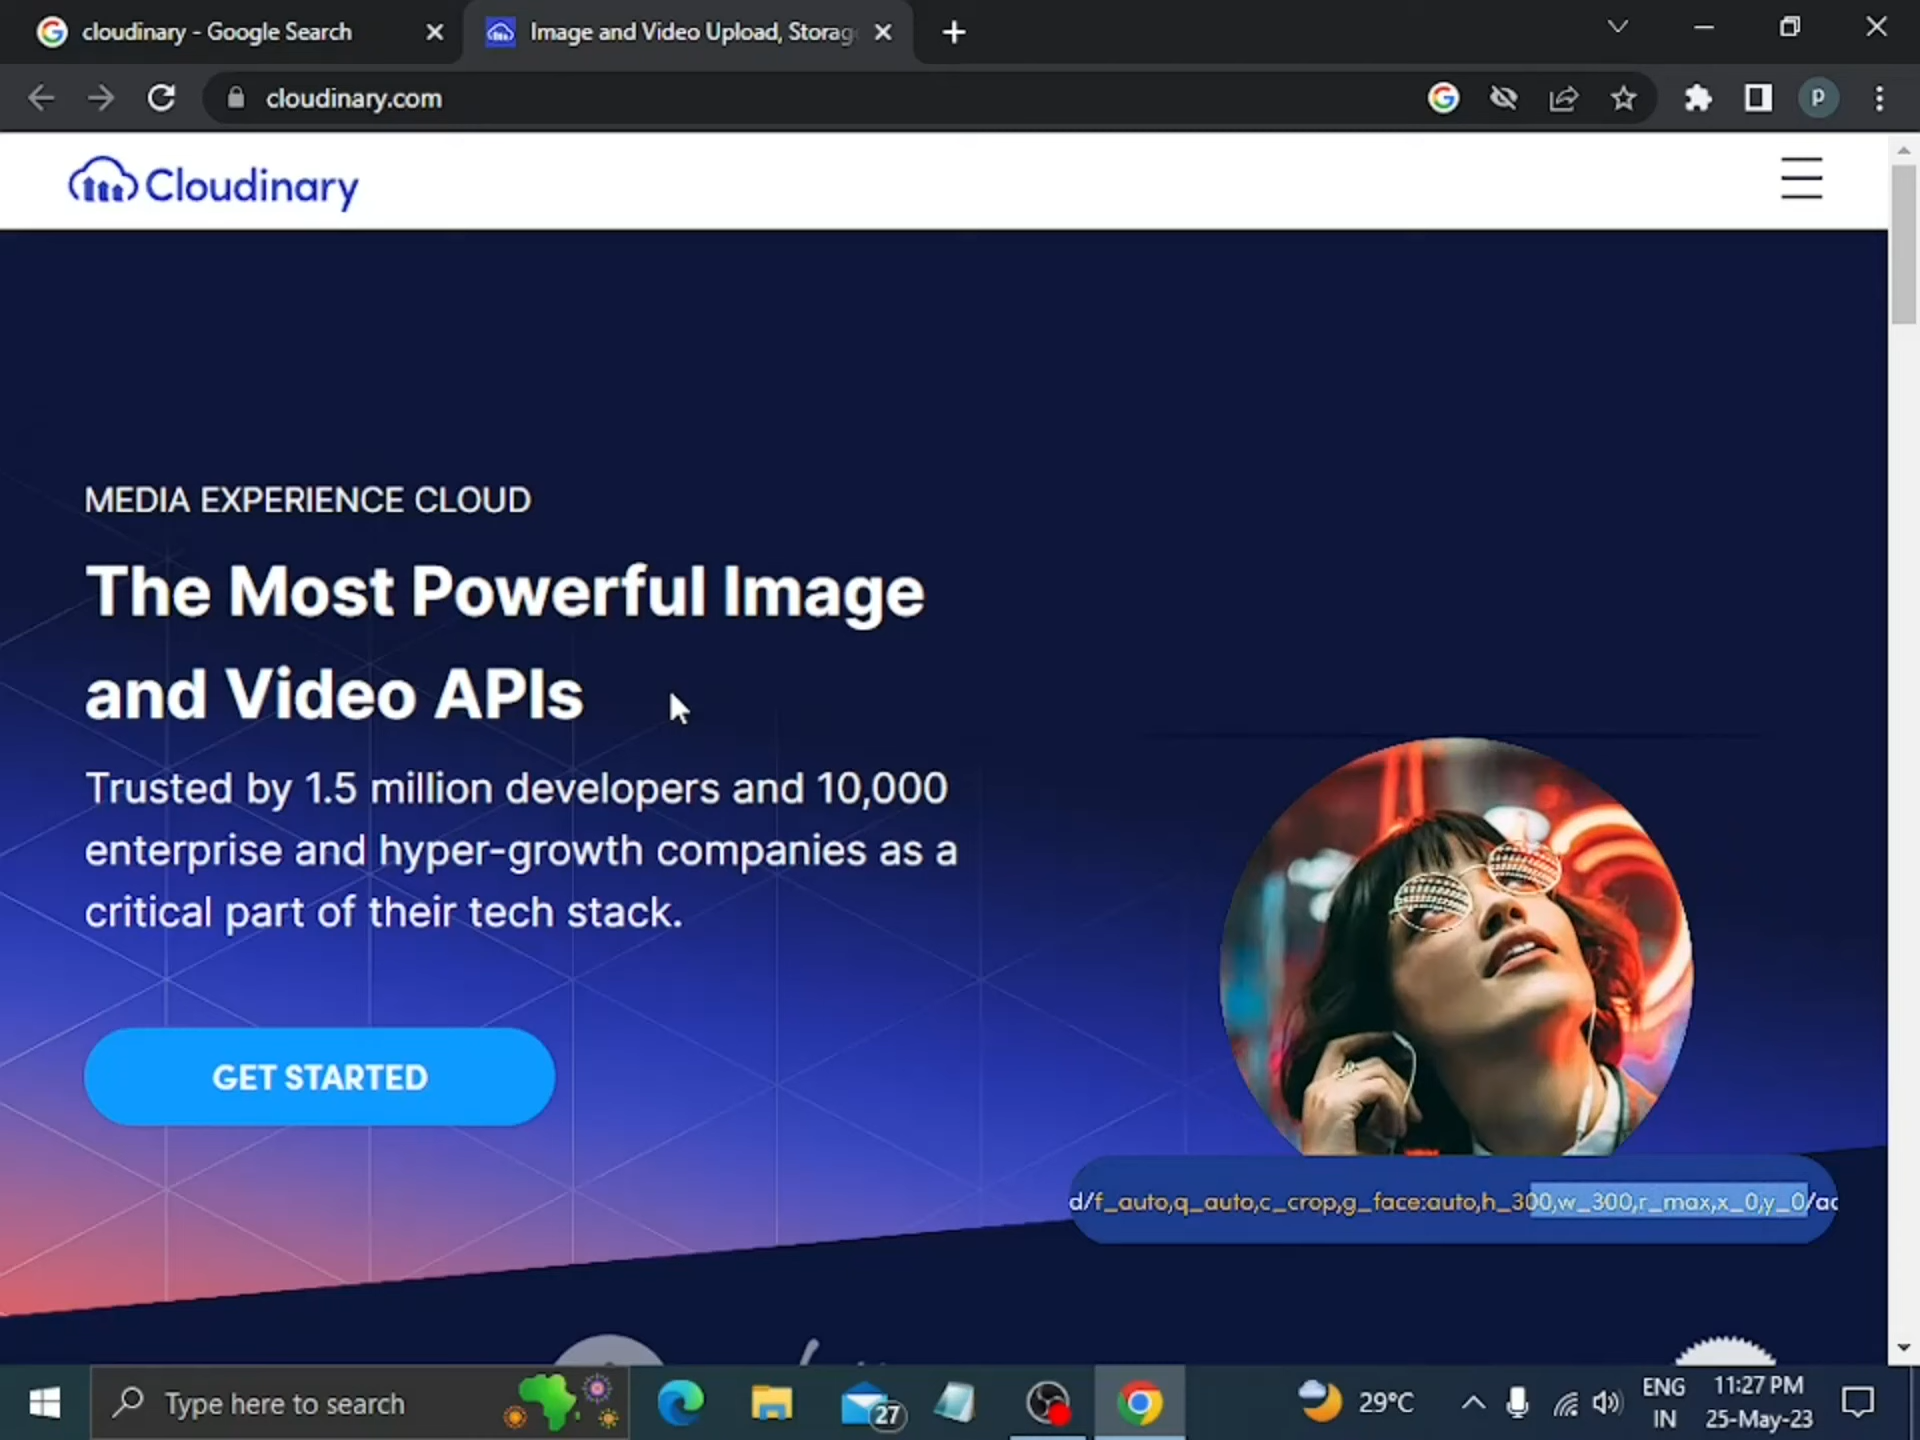 cloudinary - Google Search
Image and Video Upload, Storag
cloudinary.com
P
Cloudinary
MEDIA EXPERIENCE CLOUD
The Most Powerful Image
and Video APIs
Trusted by 1.5 million developers and 10,000
enterprise and hyper-growth companies as a
critical part of their tech stack.
GET STARTED
d/f_auto,q_auto,c_crop,g_face:auto,h_300,w_300,r_max,x_0,y_0/ac
Type here to search
27
29°C
ENG
IN
11:27 PM
25-May-23